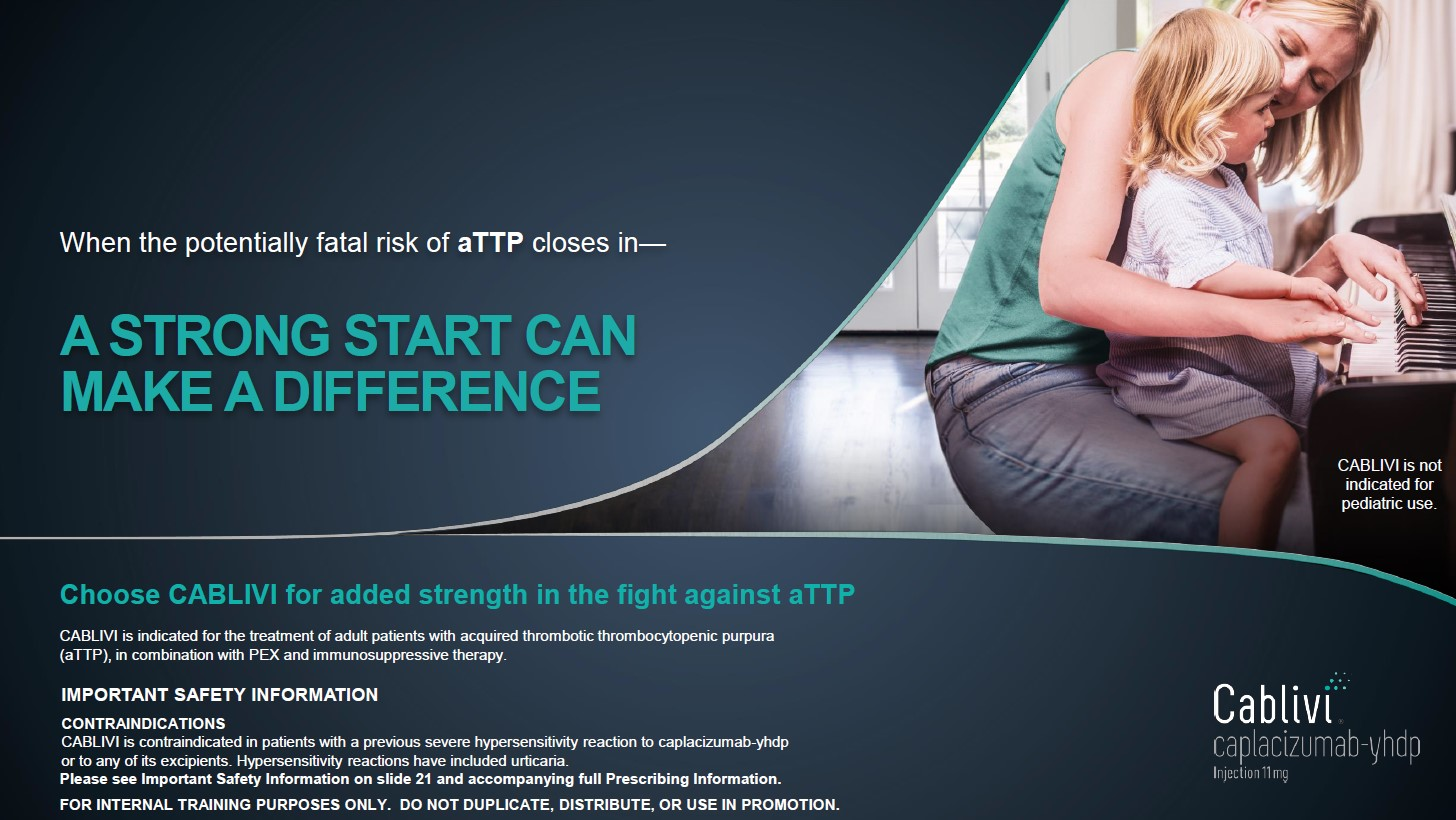 When the potentially fatal risk of aTTP closes in—
A STRONG START CAN
MAKE A DIFFERENCE
CABLIVI is not
indicated for
pediatric use.
Choose CABLIVI for added strength in the fight against aTTP
CABLIVI is indicated for the treatment of adult patients with acquired thrombotic thrombocytopenic purpura
(aTTP), in combination with PEX and immunosuppressive therapy.
IMPORTANT SAFETY INFORMATION
CONTRAINDICATIONS
CABLIVI is contraindicated in patients with a previous severe hypersensitivity reaction to caplacizumab-yhdp
or to any of its excipients. Hypersensitivity reactions have included urticaria.
Please see Important Safety Information on slide 21 and accompanying full Prescribing Information.
FOR INTERNAL TRAINING PURPOSES ONLY.  DO NOT DUPLICATE, DISTRIBUTE, OR USE IN PROMOTION.
Cablivi®
caplacizumab-yhdp
Injection 11 mg